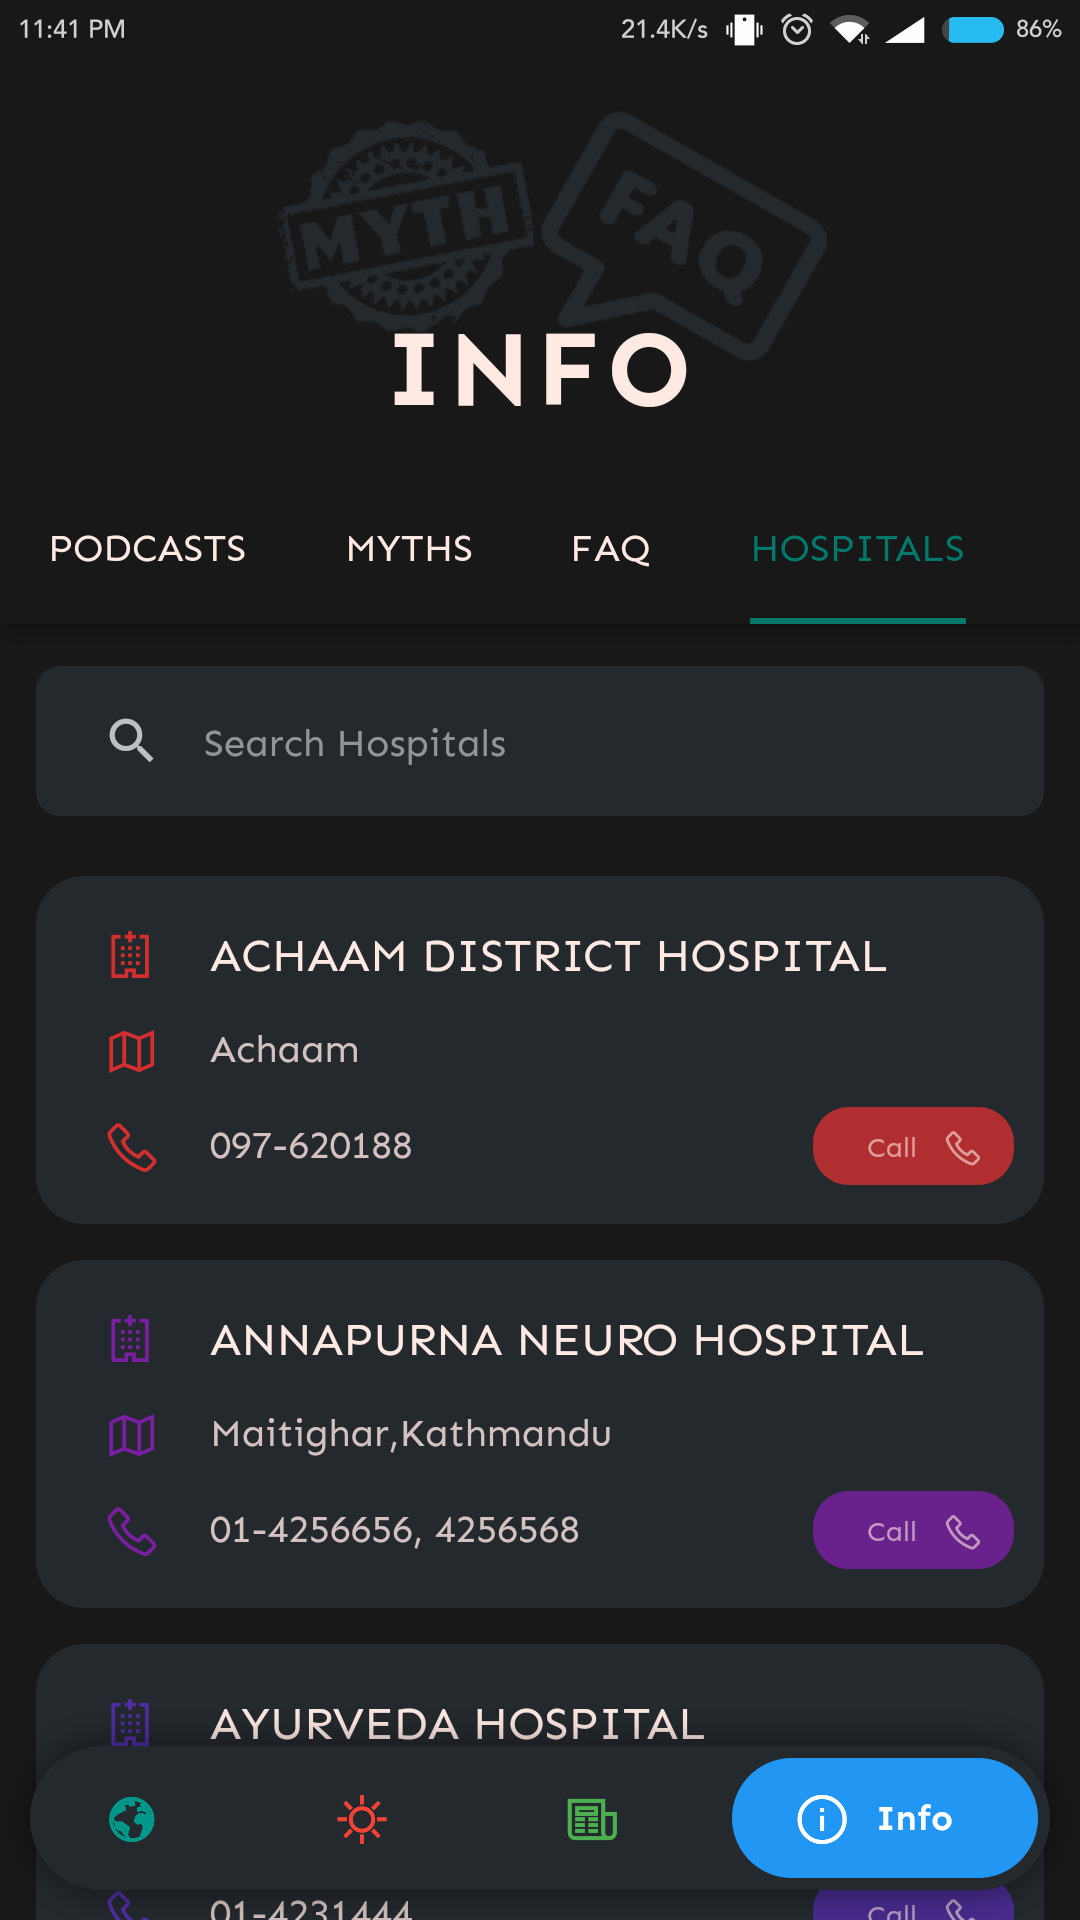 11:41 PM 21.4K/s 86%
MYTH FAQ
INFO
PODCASTS MYTHS FAQ HOSPITALS
Search Hospitals
ACHAAM DISTRICT HOSPITAL
Achaam
097-620188 Call
ANNAPURNA NEURO HOSPITAL
Maitighar,Kathmandu
01-4256656, 4256568 Call
AYURVEDA HOSPITAL
Info
01-4231444 Call